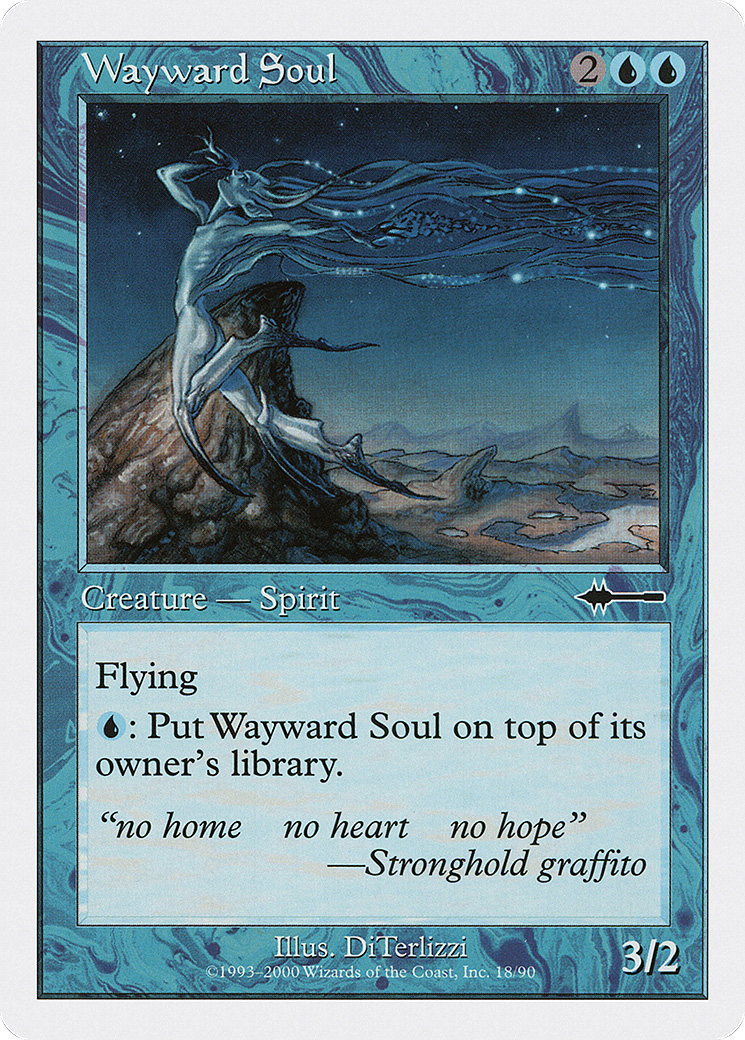 Wayward Soul
2
Creature — Spirit
Flying
: Put Wayward Soul on top of its
owner's library.
“no home no heart no hope”
—Stronghold graffito
Illus. DiTerlizzi
©1993–2000 Wizards of the Coast, Inc. 18/90
3/2